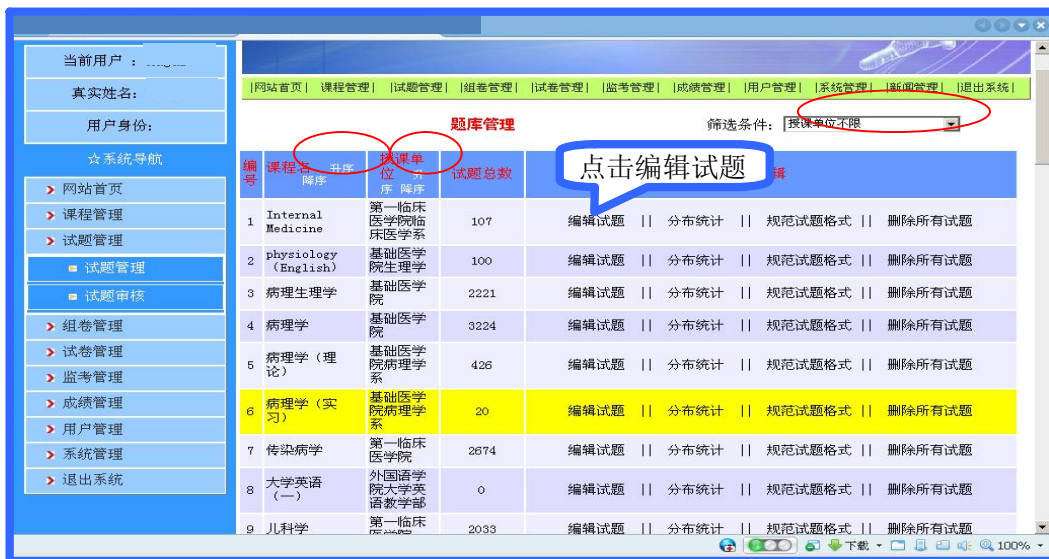 当前用户 ：
真实姓名：
用户身份：
☆系统导航
网站首页
课程管理
试题管理
试题管理
试题审核
组卷管理
试卷管理
监考管理
成绩管理
用户管理
系统管理
退出系统
|网站首页| 课程管理| |试题管理| |组卷管理| |试卷管理| |监考管理| |成绩管理| |用户管理| |系统管理| |新闻管理| |退出系统|
题库管理 筛选条件： 授课单位不限
编号 课程名 升序 降序 授课单位 升序 降序 试题总数 辑
点击编辑试题
1 Internal Medicine 第一临床医学院临床医学系 107 编辑试题 || 分布统计 || 规范试题格式 || 删除所有试题
2 physiology (English) 基础医学院生理学 100 编辑试题 || 分布统计 || 规范试题格式 || 删除所有试题
3 病理生理学 基础医学院 2221 编辑试题 || 分布统计 || 规范试题格式 || 删除所有试题
4 病理学 基础医学院 3224 编辑试题 || 分布统计 || 规范试题格式 || 删除所有试题
5 病理学（理论） 基础医学院病理学系 426 编辑试题 || 分布统计 || 规范试题格式 || 删除所有试题
6 病理学（实习） 基础医学院病理学系 20 编辑试题 || 分布统计 || 规范试题格式 || 删除所有试题
7 传染病学 第一临床医学院 2674 编辑试题 || 分布统计 || 规范试题格式 || 删除所有试题
8 大学英语（一） 外国语学院大学英语教学部 0 编辑试题 || 分布统计 || 规范试题格式 || 删除所有试题
9 儿科学 第一临床 2033 编辑试题 || 分布统计 || 规范试题格式 || 删除所有试题
下载 100%